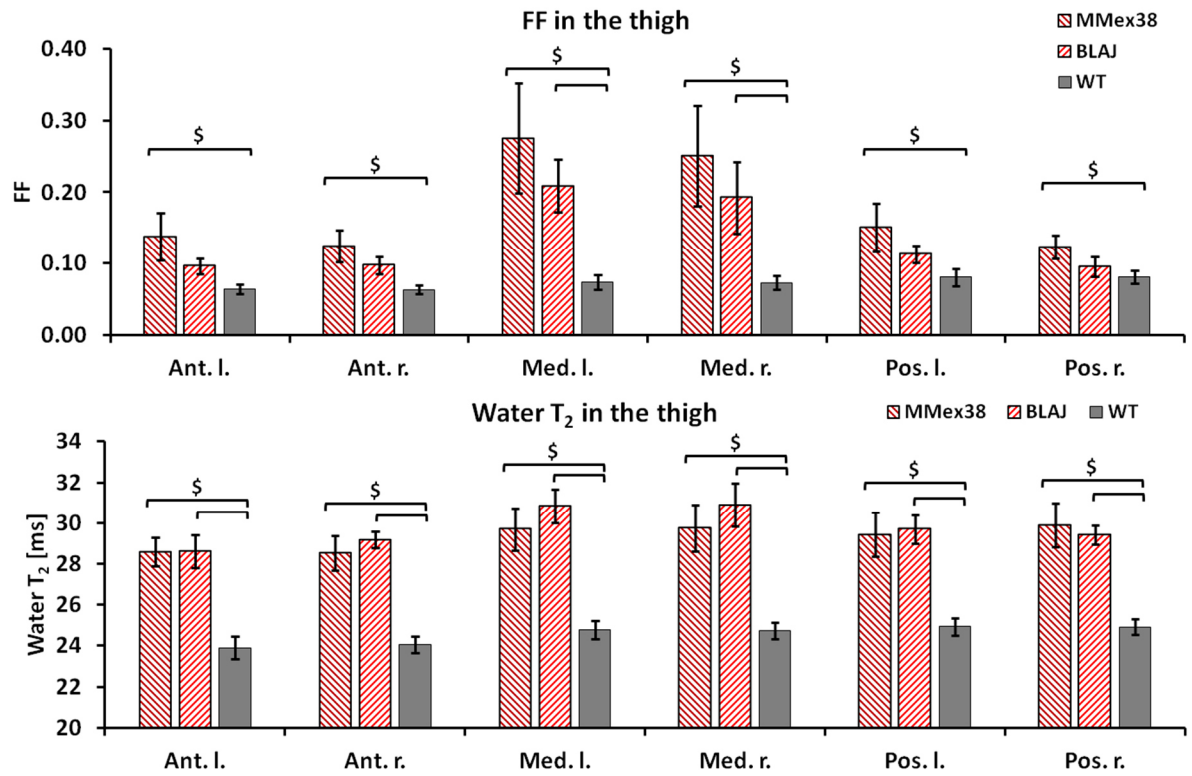 FF in the thigh
MMex38
BLAJ
WT
FF
0.40
0.30
0.20
0.10
0.00
$ $ $ $ $ $
Ant. l. Ant. r. Med. l. Med. r. Pos. l. Pos. r.
Water T₂ in the thigh
MMex38 BLAJ WT
Water T₂ [ms]
34
32
30
28
26
24
22
20
$ $ $ $ $ $
Ant. l. Ant. r. Med. l. Med. r. Pos. l. Pos. r.